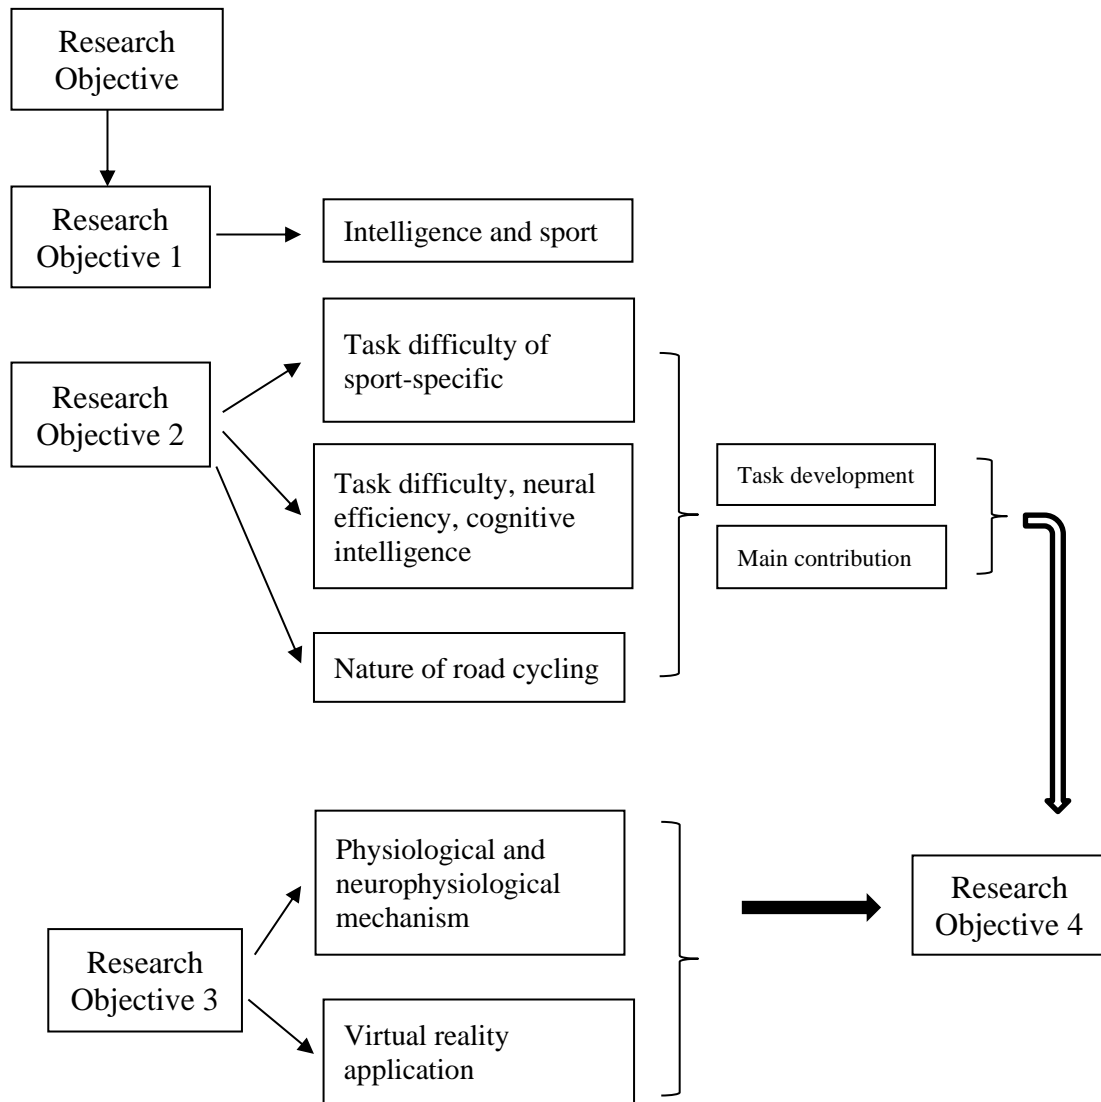 Research
Objective
Research
Objective 1
Intelligence and sport
Task difficulty of
sport-specific
Research
Objective 2
Task difficulty, neural
efficiency, cognitive
intelligence
Nature of road cycling
Task development
Main contribution
Physiological and
neurophysiological
mechanism
Research
Objective 3
Virtual reality
application
Research
Objective 4